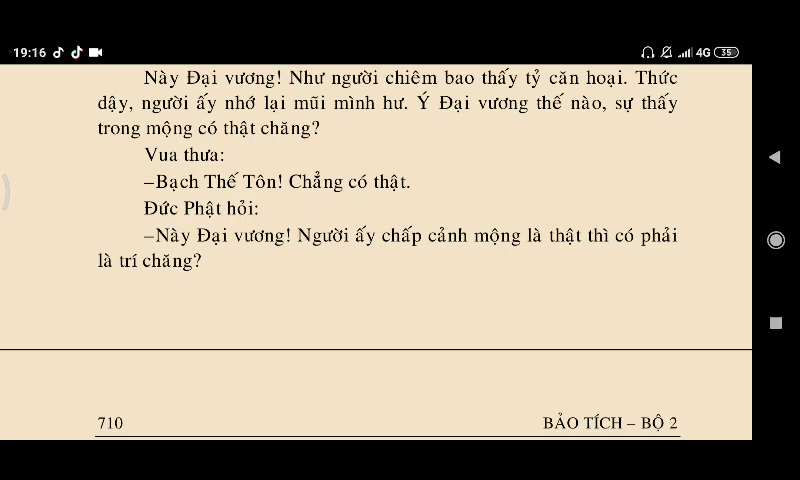 19:16
4G 35
Này Đại vương! Như người chiêm bao thấy tỷ căn hoại. Thức
dậy, người ấy nhớ lại mũi mình hư. Ý Đại vương thế nào, sự thấy
trong mộng có thật chăng?
Vua thưa:
–Bạch Thế Tôn! Chẳng có thật.
Đức Phật hỏi:
–Này Đại vương! Người ấy chấp cảnh mộng là thật thì có phải
là trí chăng?
710
BẢO TÍCH – BỘ 2